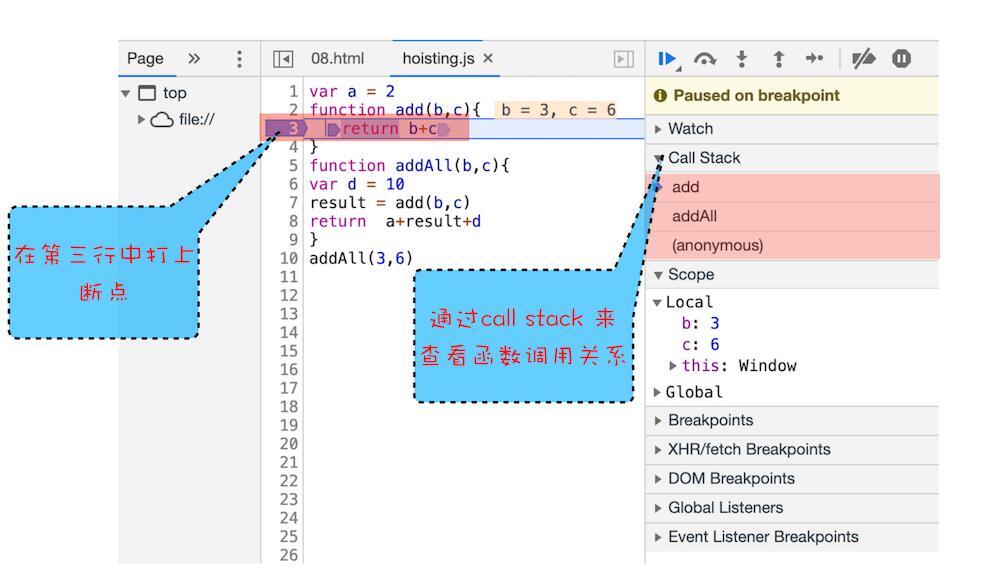 Page
08.html
hoisting.js
top
file://
1 var a = 2
2 function add(b,c){ b = 3, c = 6
3 return b+c
4 }
5 function addAll(b,c){
6 var d = 10
7 result = add(b,c)
8 return a+result+d
9 }
10 addAll(3,6)
11
12
13
14
15
16
17
18
19
20
21
22
23
24
25
26
在第三行中打上
断点
通过call stack 来
查看函数调用关系
Paused on breakpoint
Watch
Call Stack
add
addAll
(anonymous)
Scope
Local
b: 3
c: 6
this: Window
Global
Breakpoints
XHR/fetch Breakpoints
DOM Breakpoints
Global Listeners
Event Listener Breakpoints